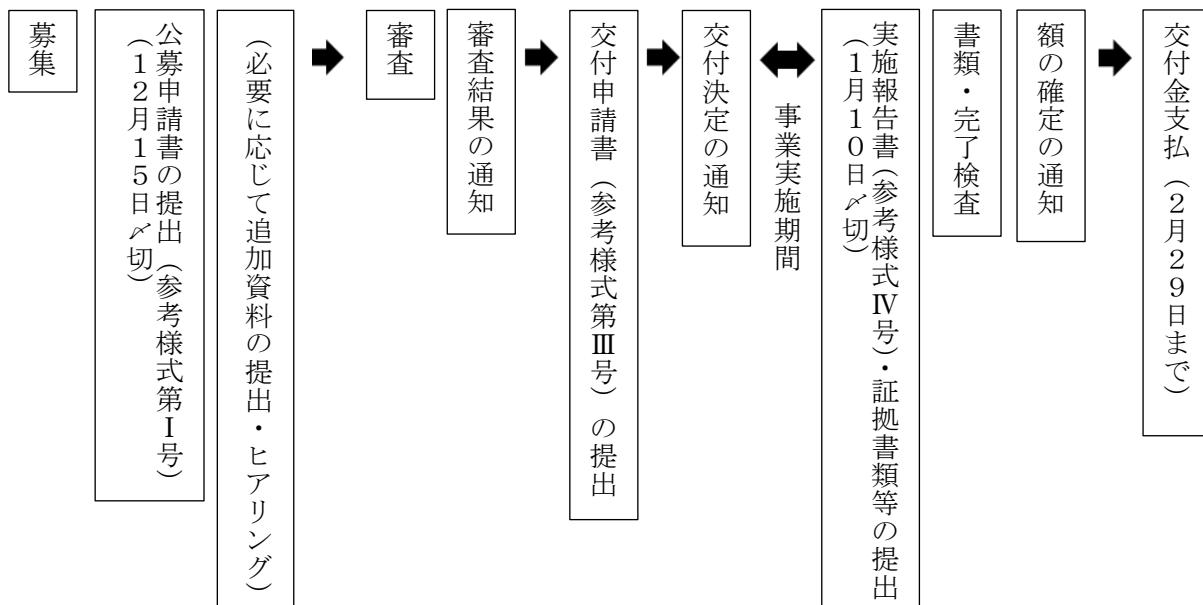 募集
公募申請書の提出（参考様式第Ⅰ号）
（１２月１５日〆切）
（必要に応じて追加資料の提出・ヒアリング）
審査
審査結果の通知
交付申請書（参考様式第Ⅲ号）の提出
交付決定の通知
事業実施期間
実施報告書（参考様式Ⅳ号）・証拠書類等の提出
（１月１０日〆切）
書類・完了検査
額の確定の通知
交付金支払（２月２９日まで）